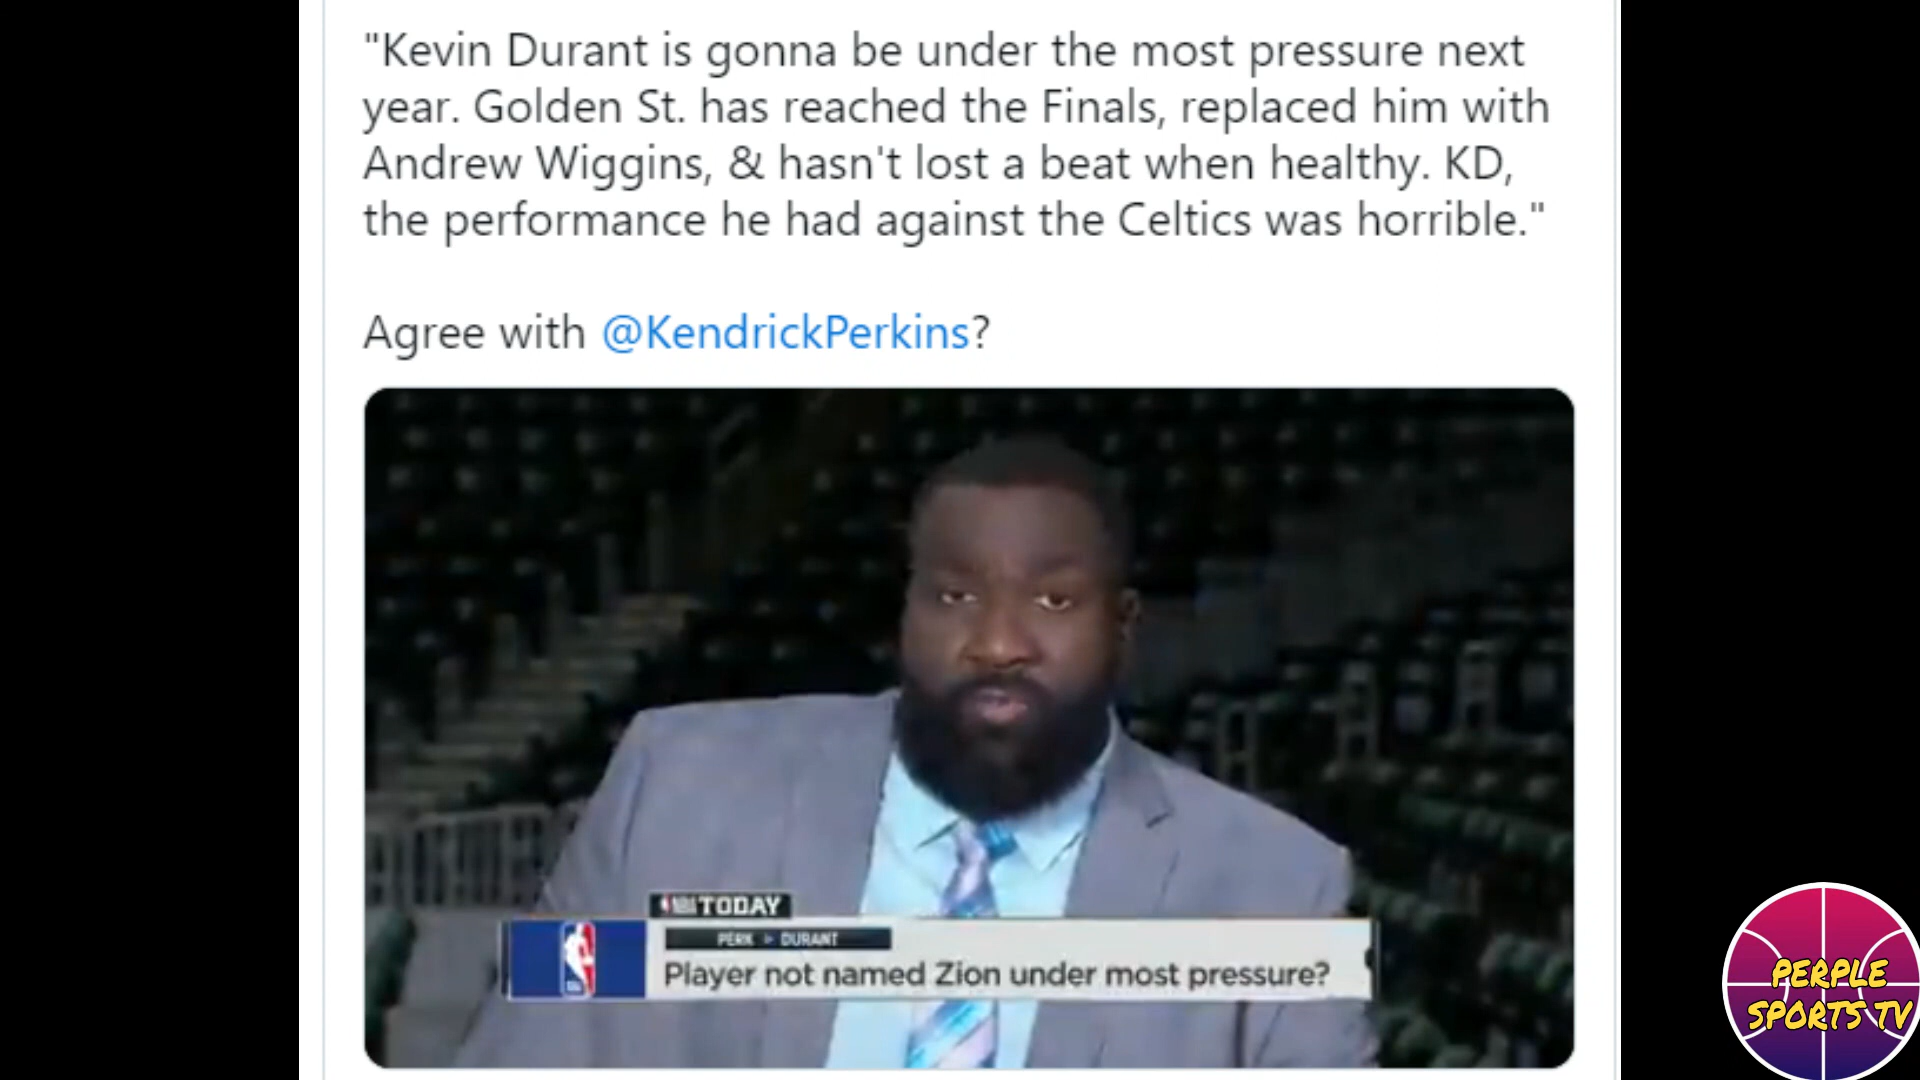 "Kevin Durant is gonna be under the most pressure next
year. Golden St. has reached the Finals, replaced him with
Andrew Wiggins, & hasn't lost a beat when healthy. KD,
the performance he had against the Celtics was horrible."
Agree with @KendrickPerkins?
NBA TODAY
PERK > DURANT
Player not named Zion under most pressure?
PERPLE
SPORTS TV